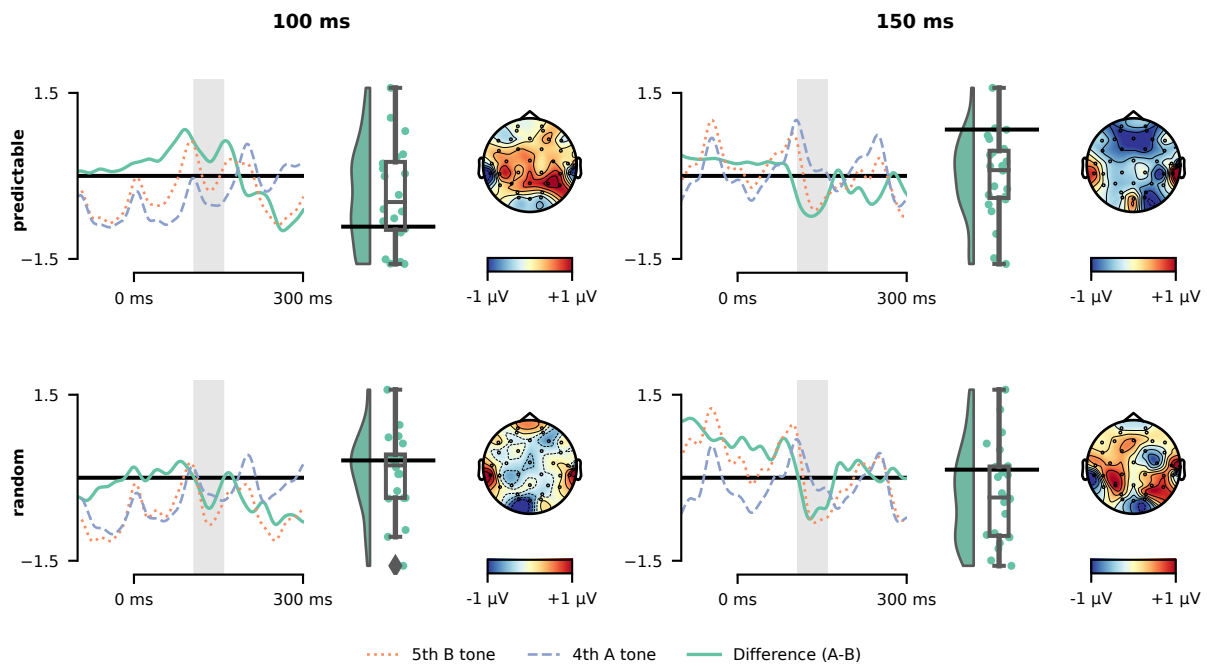 100 ms
150 ms
predictable
1.5
−1.5
0 ms
300 ms
-1 µV
+1 µV
1.5
−1.5
0 ms
300 ms
-1 µV
+1 µV
random
1.5
−1.5
0 ms
300 ms
-1 µV
+1 µV
1.5
−1.5
0 ms
300 ms
-1 µV
+1 µV
5th B tone
4th A tone
Difference (A-B)